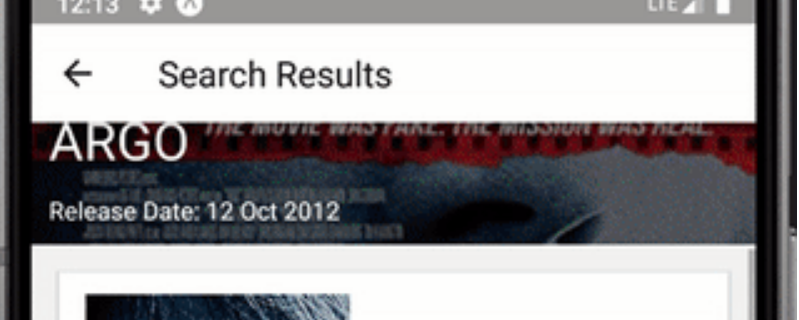 12:13
LTE
Search Results
THE MOVIE WAS FAKE. THE MISSION WAS REAL.
ARGO
Release Date: 12 Oct 2012